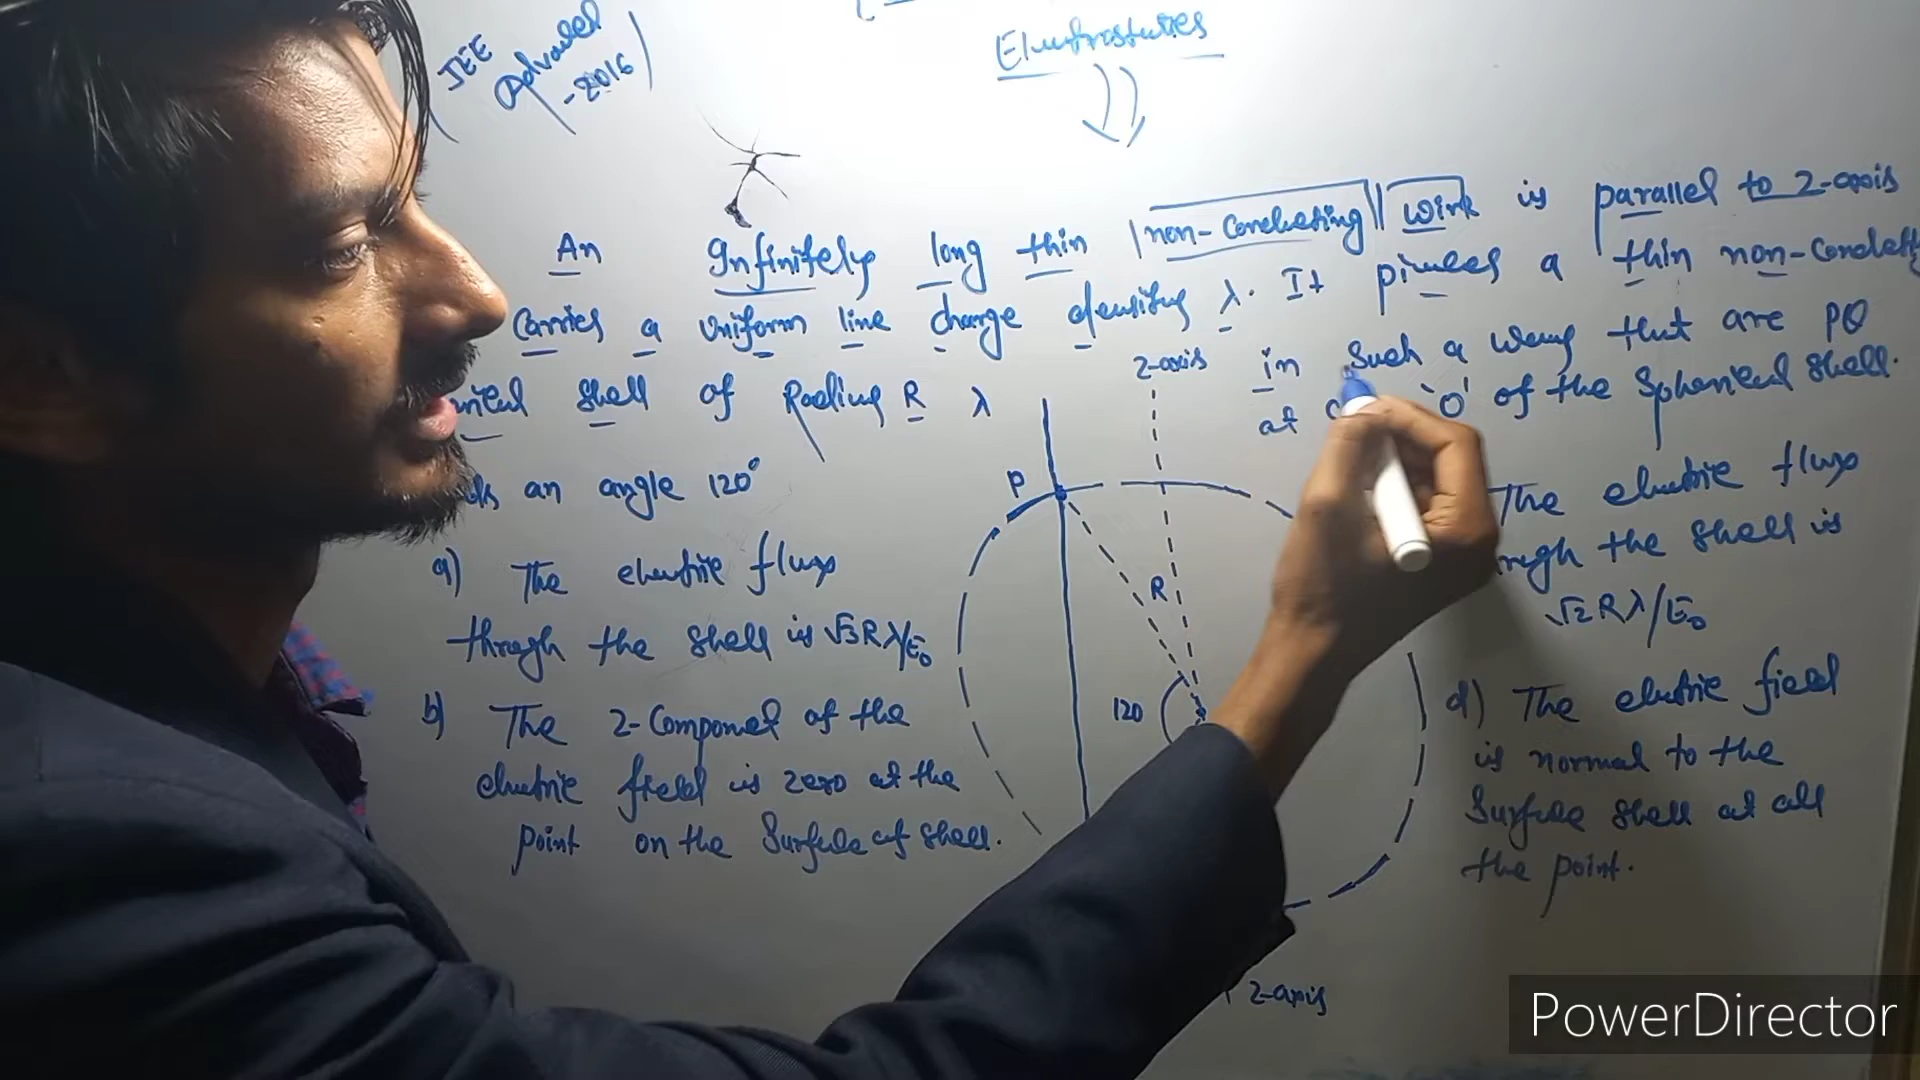 JEE Advanced -2016
Electrostatics
An Infinitely long thin non-conducting wire is parallel to z-axis
carries a uniform line charge density λ. It pierces a thin non-conducting
shell of Radius R λ
z-axis
in such a way that arc PQ
an angle 120°
at 'O' of the Spherical Shell.
P
R
120
a) The electric flux
through the shell is √3Rλ/ε₀
b) The z-component of the
electric field is zero at the
point on the Surface of shell.
The electric flux
the shell is
√2Rλ/ε₀
d) The electric field
is normal to the
Surface shell at all
the point.
z-axis
PowerDirector